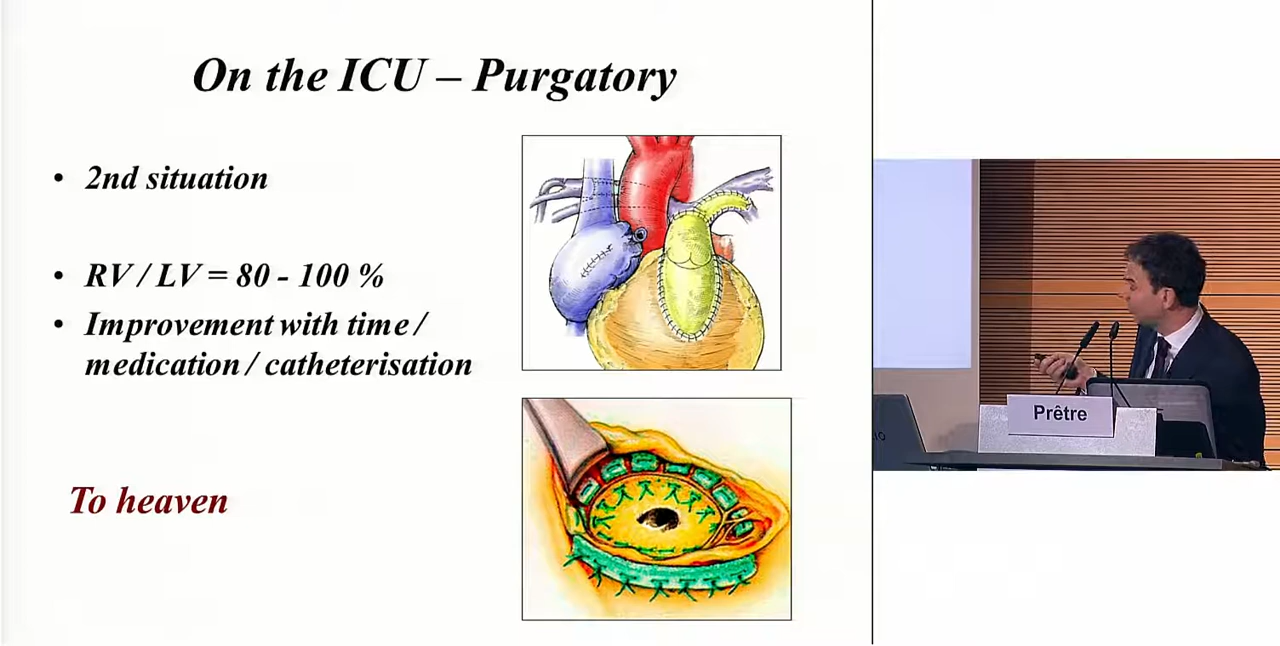 On the ICU – Purgatory
• 2nd situation
• RV / LV = 80 - 100 %
• Improvement with time /
medication / catheterisation
To heaven
Prêtre